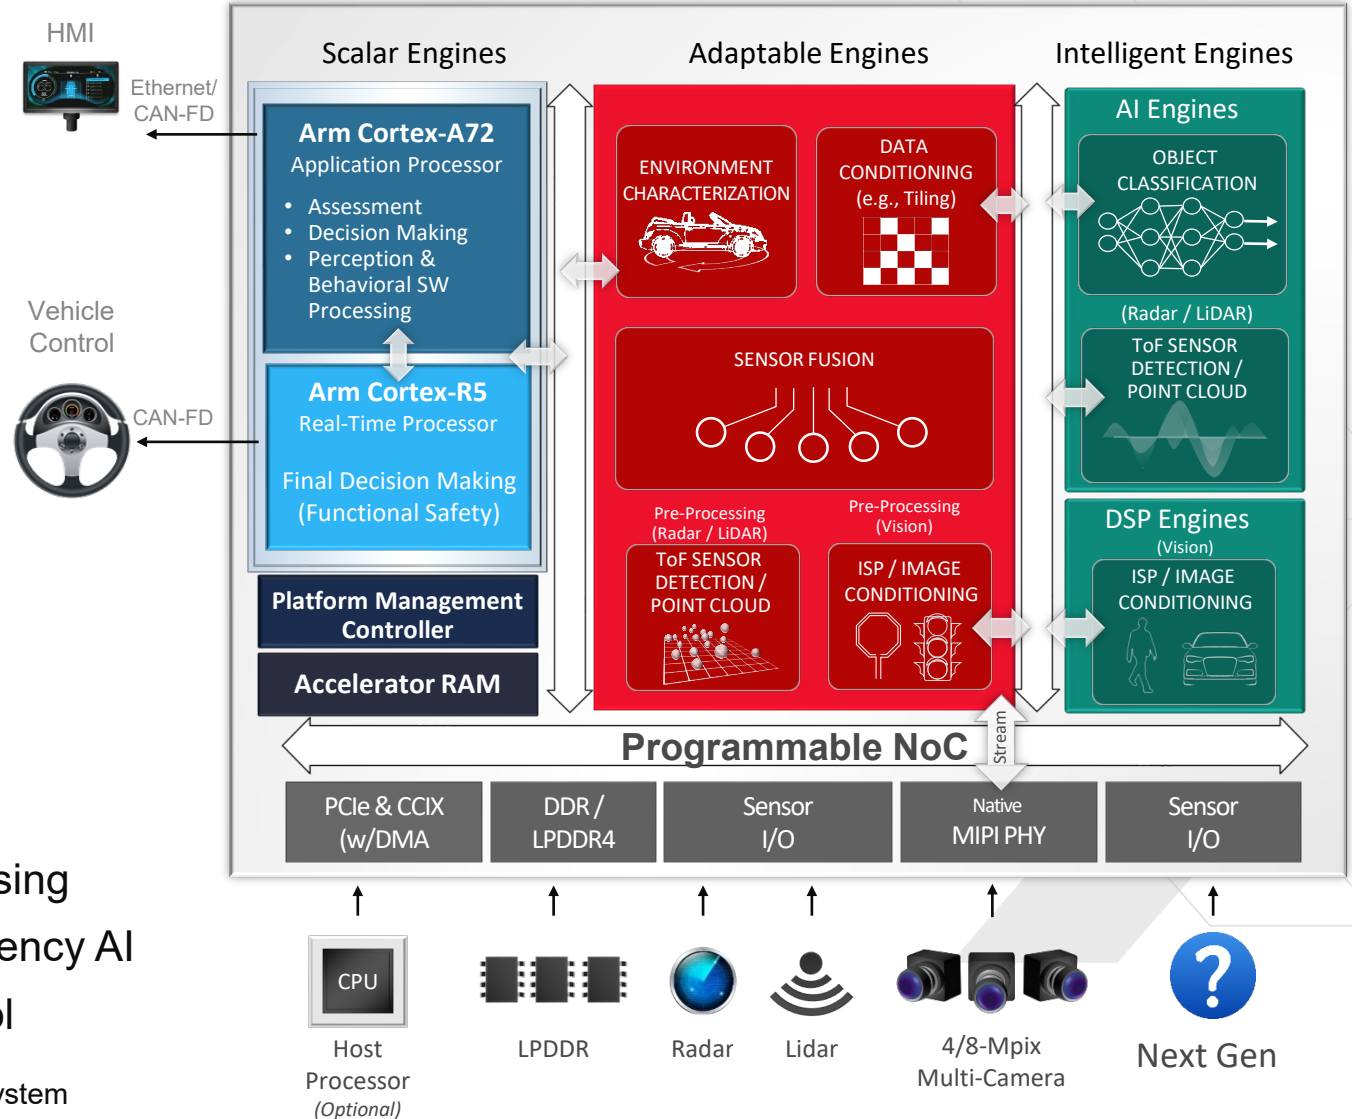 HMI
Ethernet/
CAN-FD
Vehicle
Control
CAN-FD
Scalar Engines
Arm Cortex-A72
Application Processor
• Assessment
• Decision Making
• Perception &
Behavioral SW
Processing
Arm Cortex-R5
Real-Time Processor
Final Decision Making
(Functional Safety)
Platform Management
Controller
Accelerator RAM
Adaptable Engines
ENVIRONMENT
CHARACTERIZATION
DATA
CONDITIONING
(e.g., Tiling)
SENSOR FUSION
Pre-Processing
(Radar / LiDAR)
ToF SENSOR
DETECTION /
POINT CLOUD
Pre-Processing
(Vision)
ISP / IMAGE
CONDITIONING
Intelligent Engines
AI Engines
OBJECT
CLASSIFICATION
(Radar / LiDAR)
ToF SENSOR
DETECTION /
POINT CLOUD
DSP Engines
(Vision)
ISP / IMAGE
CONDITIONING
Programmable NoC
Stream
PCIe & CCIX
(w/DMA
DDR /
LPDDR4
Sensor
I/O
Native
MIPI PHY
Sensor
I/O
CPU
Host
Processor
(Optional)
LPDDR
Radar
Lidar
4/8-Mpix
Multi-Camera
?
Next Gen
sing
ency AI
ol
ystem